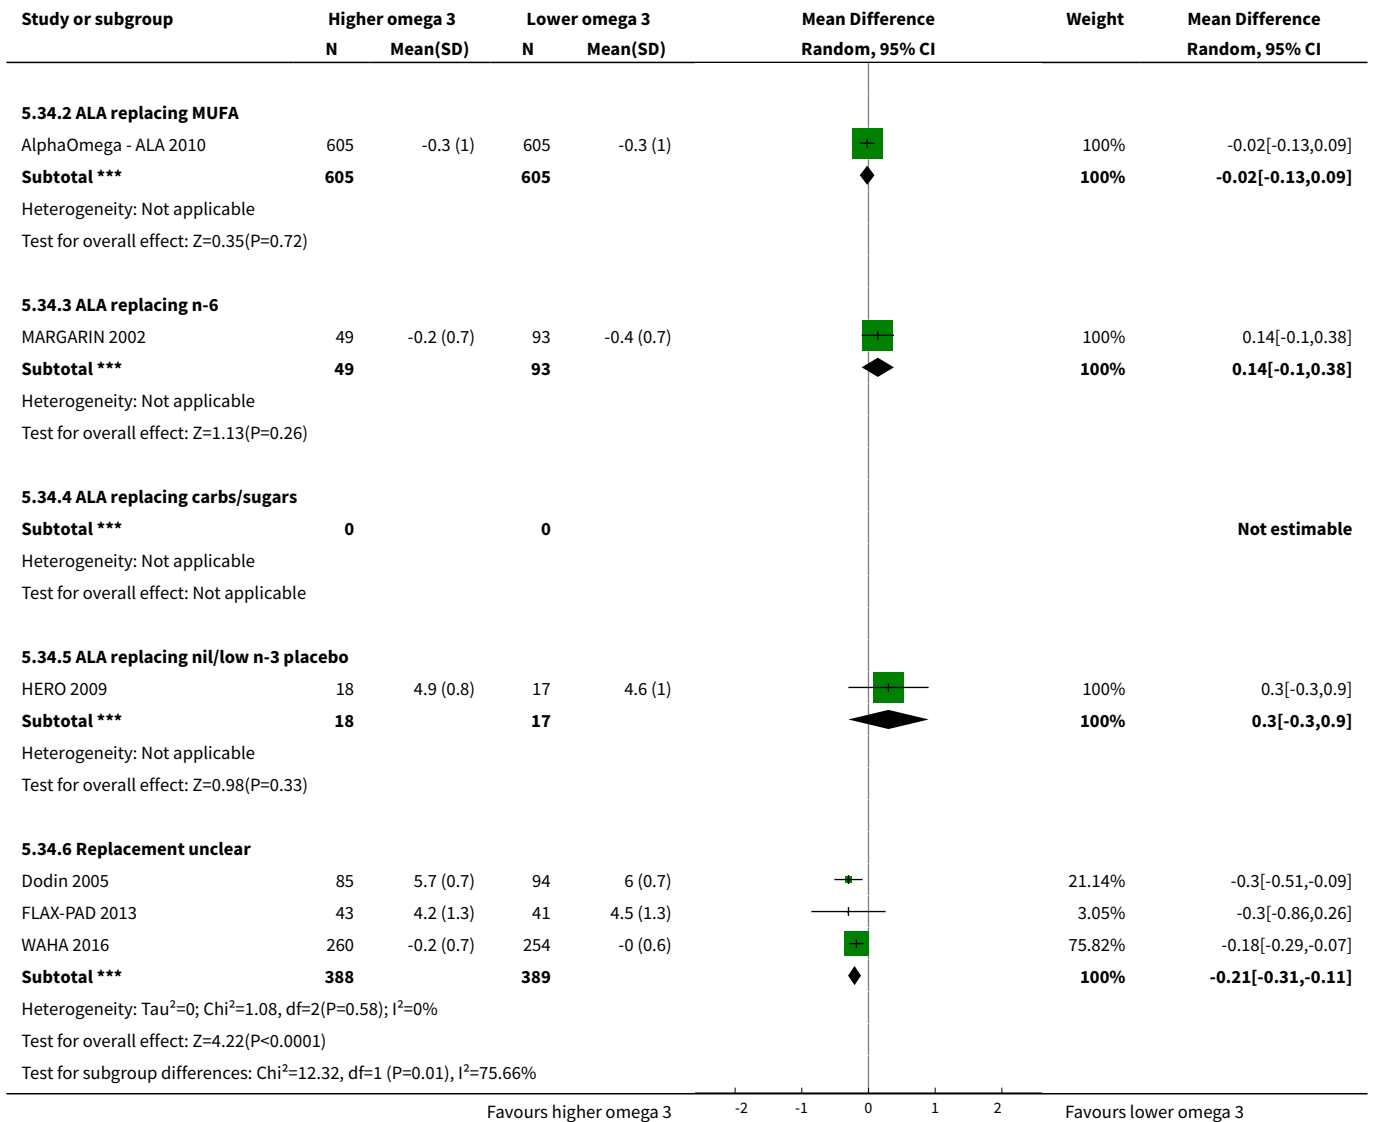 Study or subgroup Higher omega 3 Lower omega 3 Mean Difference Weight Mean Difference
N Mean(SD) N Mean(SD) Random, 95% CI Random, 95% CI
5.34.2 ALA replacing MUFA
AlphaOmega - ALA 2010 605 -0.3 (1) 605 -0.3 (1) 100% -0.02[-0.13,0.09]
Subtotal *** 605 605 100% -0.02[-0.13,0.09]
Heterogeneity: Not applicable
Test for overall effect: Z=0.35(P=0.72)
5.34.3 ALA replacing n-6
MARGARIN 2002 49 -0.2 (0.7) 93 -0.4 (0.7) 100% 0.14[-0.1,0.38]
Subtotal *** 49 93 100% 0.14[-0.1,0.38]
Heterogeneity: Not applicable
Test for overall effect: Z=1.13(P=0.26)
5.34.4 ALA replacing carbs/sugars
Subtotal *** 0 0 Not estimable
Heterogeneity: Not applicable
Test for overall effect: Not applicable
5.34.5 ALA replacing nil/low n-3 placebo
HERO 2009 18 4.9 (0.8) 17 4.6 (1) 100% 0.3[-0.3,0.9]
Subtotal *** 18 17 100% 0.3[-0.3,0.9]
Heterogeneity: Not applicable
Test for overall effect: Z=0.98(P=0.33)
5.34.6 Replacement unclear
Dodin 2005 85 5.7 (0.7) 94 6 (0.7) 21.14% -0.3[-0.51,-0.09]
FLAX-PAD 2013 43 4.2 (1.3) 41 4.5 (1.3) 3.05% -0.3[-0.86,0.26]
WAHA 2016 260 -0.2 (0.7) 254 -0 (0.6) 75.82% -0.18[-0.29,-0.07]
Subtotal *** 388 389 100% -0.21[-0.31,-0.11]
Heterogeneity: Tau²=0; Chi²=1.08, df=2(P=0.58); I²=0%
Test for overall effect: Z=4.22(P<0.0001)
Test for subgroup differences: Chi²=12.32, df=1 (P=0.01), I²=75.66%
Favours higher omega 3 -2 -1 0 1 2 Favours lower omega 3